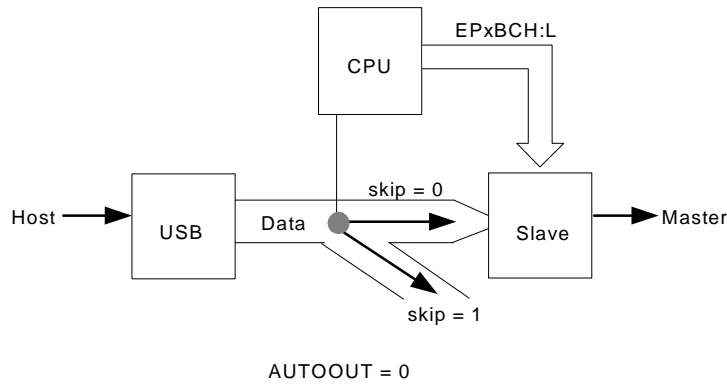 EPxBCH:L
CPU
skip = 0
Host
USB
Data
Slave
Master
skip = 1
AUTOOUT = 0